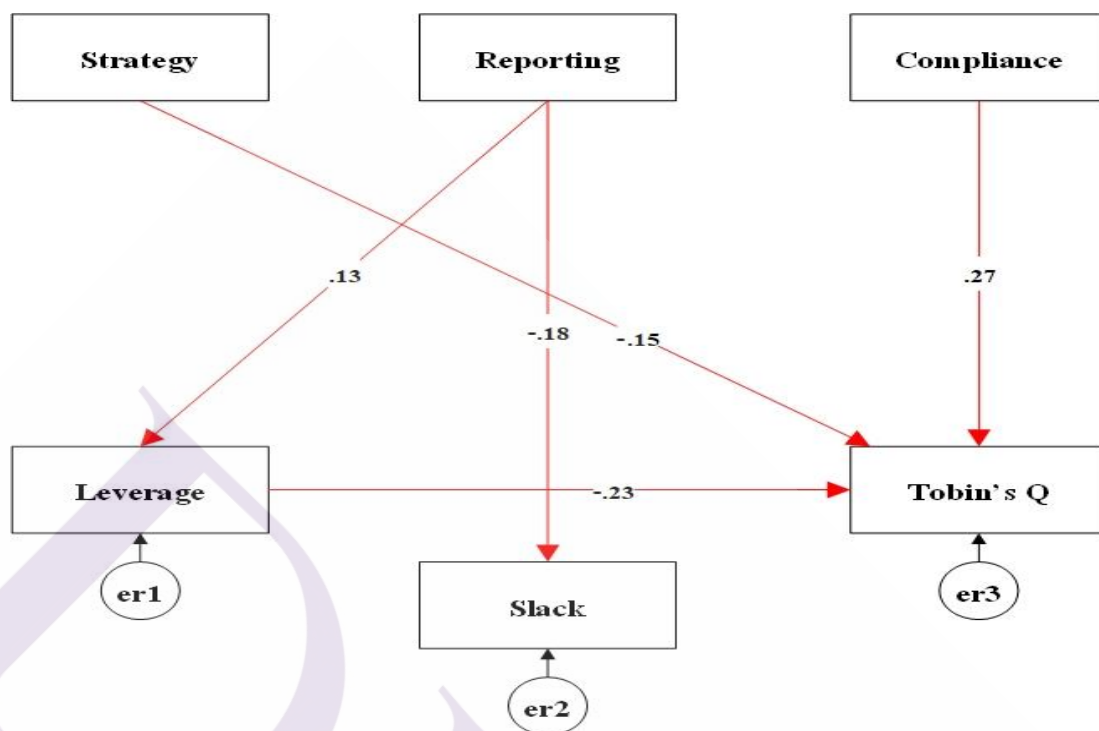 Strategy
Reporting
Compliance
.13
.27
-.18
-.15
Leverage
-.23
Tobin's Q
er1
Slack
er3
er2